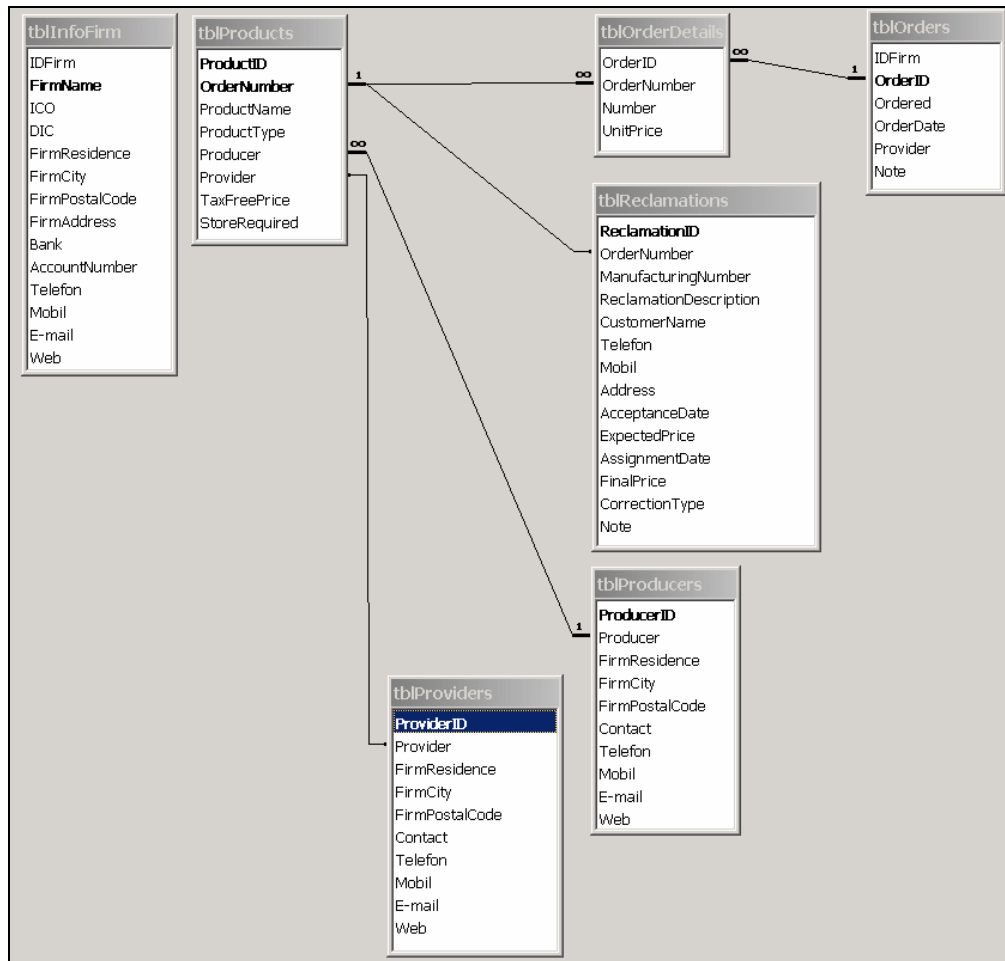 tblInfoFirm
IDFirm
FirmName
ICO
DIC
FirmResidence
FirmCity
FirmPostalCode
FirmAddress
Bank
AccountNumber
Telefon
Mobil
E-mail
Web
tblProducts
ProductID
OrderNumber
ProductName
ProductType
Producer
Provider
TaxFreePrice
StoreRequired
1
∞
∞
tblOrderDetails
OrderID
OrderNumber
Number
UnitPrice
∞
1
tblOrders
IDFirm
OrderID
Ordered
OrderDate
Provider
Note
tblReclamations
ReclamationID
OrderNumber
ManufacturingNumber
ReclamationDescription
CustomerName
Telefon
Mobil
Address
AcceptanceDate
ExpectedPrice
AssignmentDate
FinalPrice
CorrectionType
Note
1
tblProducers
ProducerID
Producer
FirmResidence
FirmCity
FirmPostalCode
Contact
Telefon
Mobil
E-mail
Web
tblProviders
ProviderID
Provider
FirmResidence
FirmCity
FirmPostalCode
Contact
Telefon
Mobil
E-mail
Web